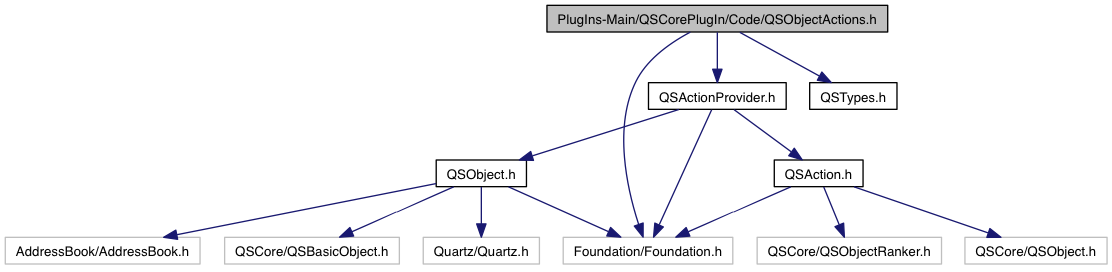 PlugIns-Main/QSCorePlugIn/Code/QSObjectActions.h
QSActionProvider.h
QSTypes.h
QSObject.h
QSAction.h
AddressBook/AddressBook.h
QSCore/QSBasicObject.h
Quartz/Quartz.h
Foundation/Foundation.h
QSCore/QSObjectRanker.h
QSCore/QSObject.h